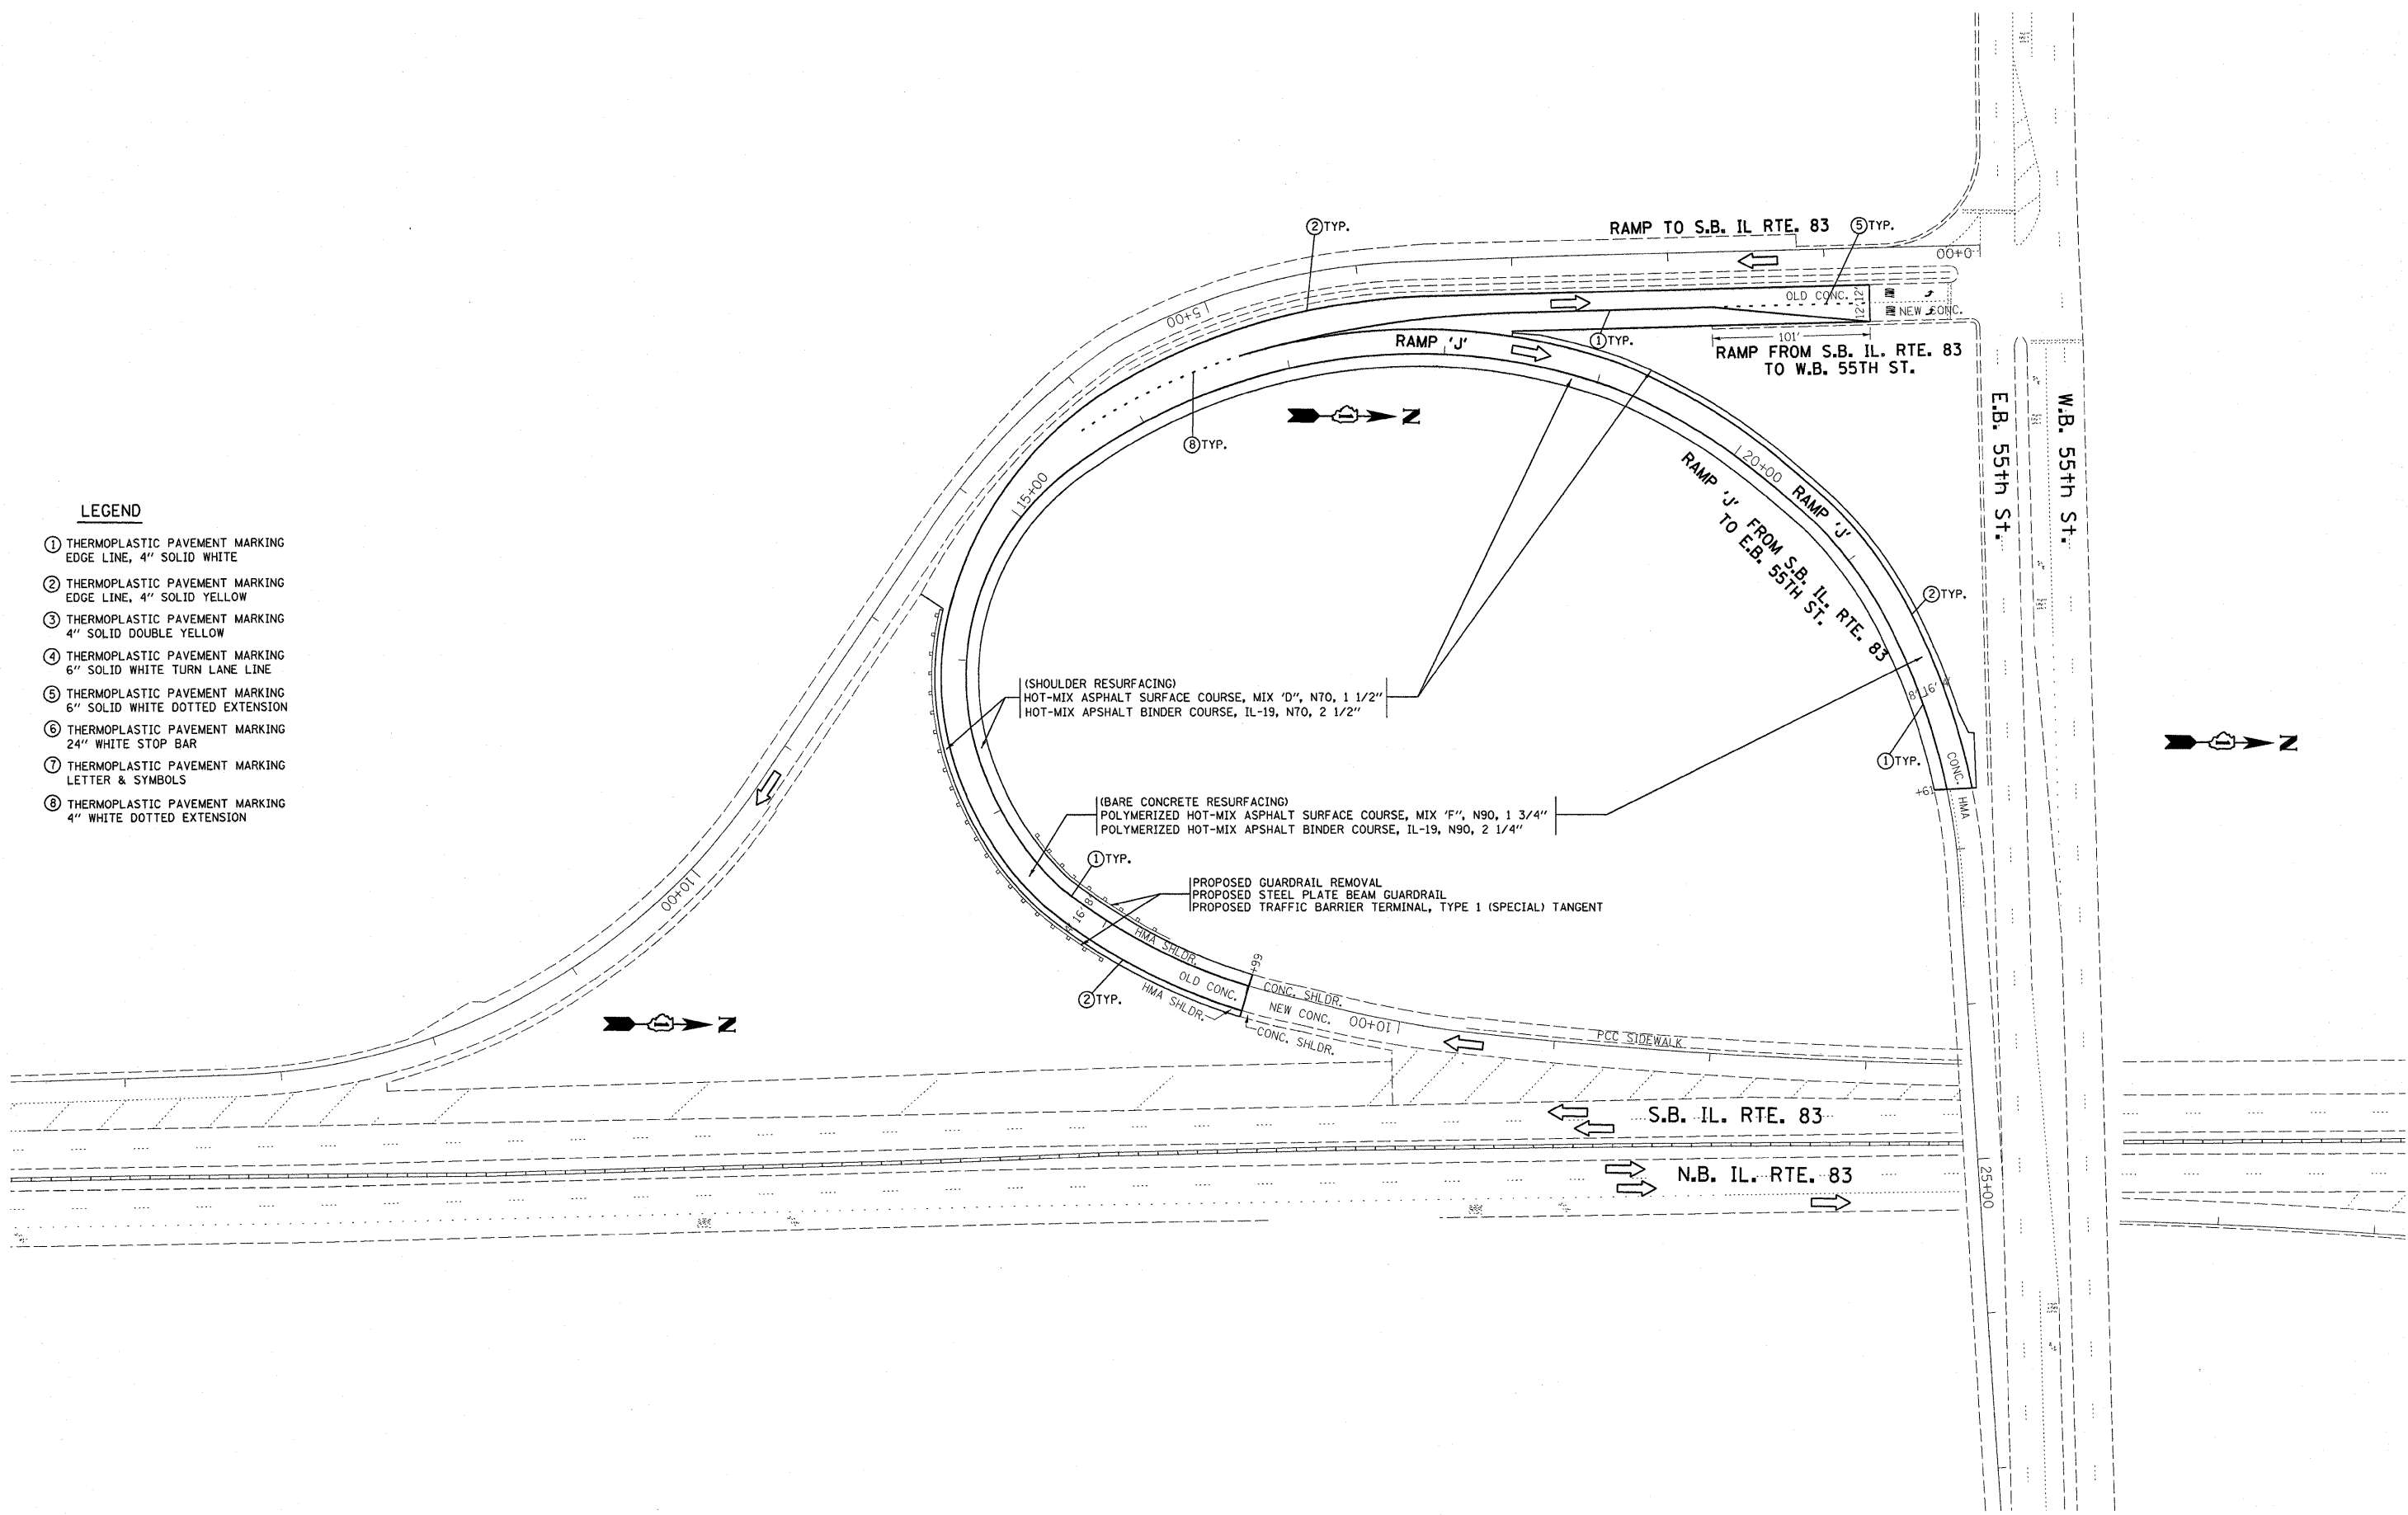 ②TYP.
RAMP TO S.B. IL RTE. 83
⑤TYP.
0+00
5+00
OLD CONC.
12' 12'
NEW CONC.
①TYP.
101'
RAMP 'J'
RAMP FROM S.B. IL. RTE. 83
TO W.B. 55TH ST.
N
⑧TYP.
E.B. 55th St.
W.B. 55th St.
15+00
20+00
RAMP 'J'
RAMP 'J' FROM S.B. IL. RTE. 83
TO E.B. 55TH ST.
②TYP.
LEGEND
① THERMOPLASTIC PAVEMENT MARKING
EDGE LINE, 4" SOLID WHITE
② THERMOPLASTIC PAVEMENT MARKING
EDGE LINE, 4" SOLID YELLOW
③ THERMOPLASTIC PAVEMENT MARKING
4" SOLID DOUBLE YELLOW
④ THERMOPLASTIC PAVEMENT MARKING
6" SOLID WHITE TURN LANE LINE
⑤ THERMOPLASTIC PAVEMENT MARKING
6" SOLID WHITE DOTTED EXTENSION
⑥ THERMOPLASTIC PAVEMENT MARKING
24" WHITE STOP BAR
⑦ THERMOPLASTIC PAVEMENT MARKING
LETTER & SYMBOLS
⑧ THERMOPLASTIC PAVEMENT MARKING
4" WHITE DOTTED EXTENSION
(SHOULDER RESURFACING)
HOT-MIX ASPHALT SURFACE COURSE, MIX 'D", N70, 1 1/2"
HOT-MIX APSHALT BINDER COURSE, IL-19, N70, 2 1/2"
8' 16' 4'
N
①TYP.
CONC.
+61
HMA
(BARE CONCRETE RESURFACING)
POLYMERIZED HOT-MIX ASPHALT SURFACE COURSE, MIX 'F", N90, 1 3/4"
POLYMERIZED HOT-MIX APSHALT BINDER COURSE, IL-19, N90, 2 1/4"
①TYP.
PROPOSED GUARDRAIL REMOVAL
PROPOSED STEEL PLATE BEAM GUARDRAIL
PROPOSED TRAFFIC BARRIER TERMINAL, TYPE 1 (SPECIAL) TANGENT
10+00
16' 8'
HMA SHLDR.
+99
OLD CONC.
CONC. SHLDR.
②TYP.
HMA SHLDR.
NEW CONC.
10+00
CONC. SHLDR.
PCC SIDEWALK
N
S.B. IL. RTE. 83
N.B. IL. RTE. 83
25+00